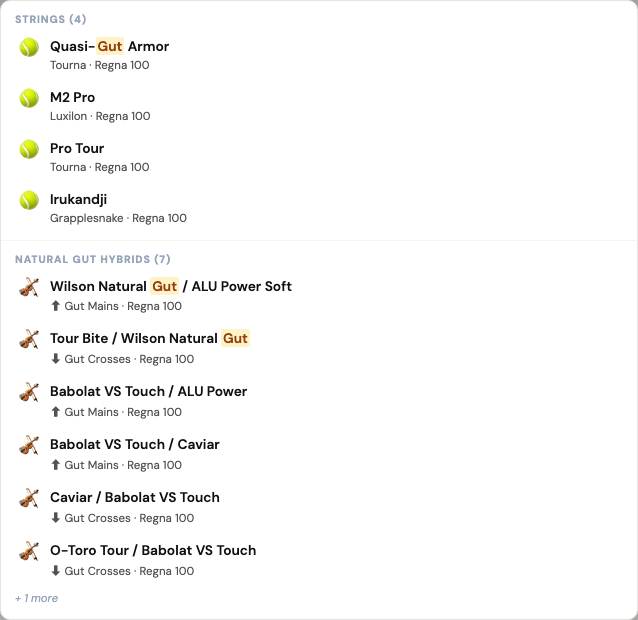 STRINGS (4)
Quasi-Gut Armor
Tourna · Regna 100
M2 Pro
Luxilon · Regna 100
Pro Tour
Tourna · Regna 100
Irukandji
Grapplesnake · Regna 100
NATURAL GUT HYBRIDS (7)
Wilson Natural Gut / ALU Power Soft
⬆ Gut Mains · Regna 100
Tour Bite / Wilson Natural Gut
⬇ Gut Crosses · Regna 100
Babolat VS Touch / ALU Power
⬆ Gut Mains · Regna 100
Babolat VS Touch / Caviar
⬆ Gut Mains · Regna 100
Caviar / Babolat VS Touch
⬇ Gut Crosses · Regna 100
O-Toro Tour / Babolat VS Touch
⬇ Gut Crosses · Regna 100
+ 1 more